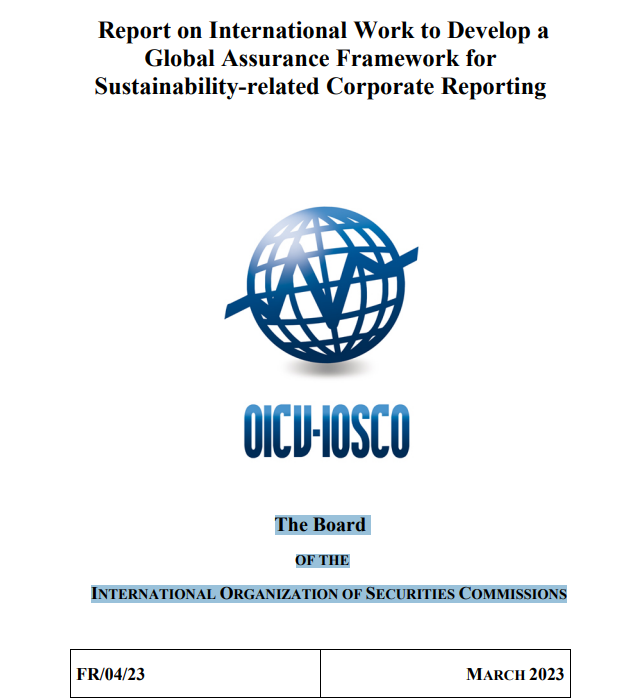 Report on International Work to Develop a
Global Assurance Framework for
Sustainability-related Corporate Reporting
OICU-IOSCO
The Board
OF THE
INTERNATIONAL ORGANIZATION OF SECURITIES COMMISSIONS
FR/04/23 MARCH 2023